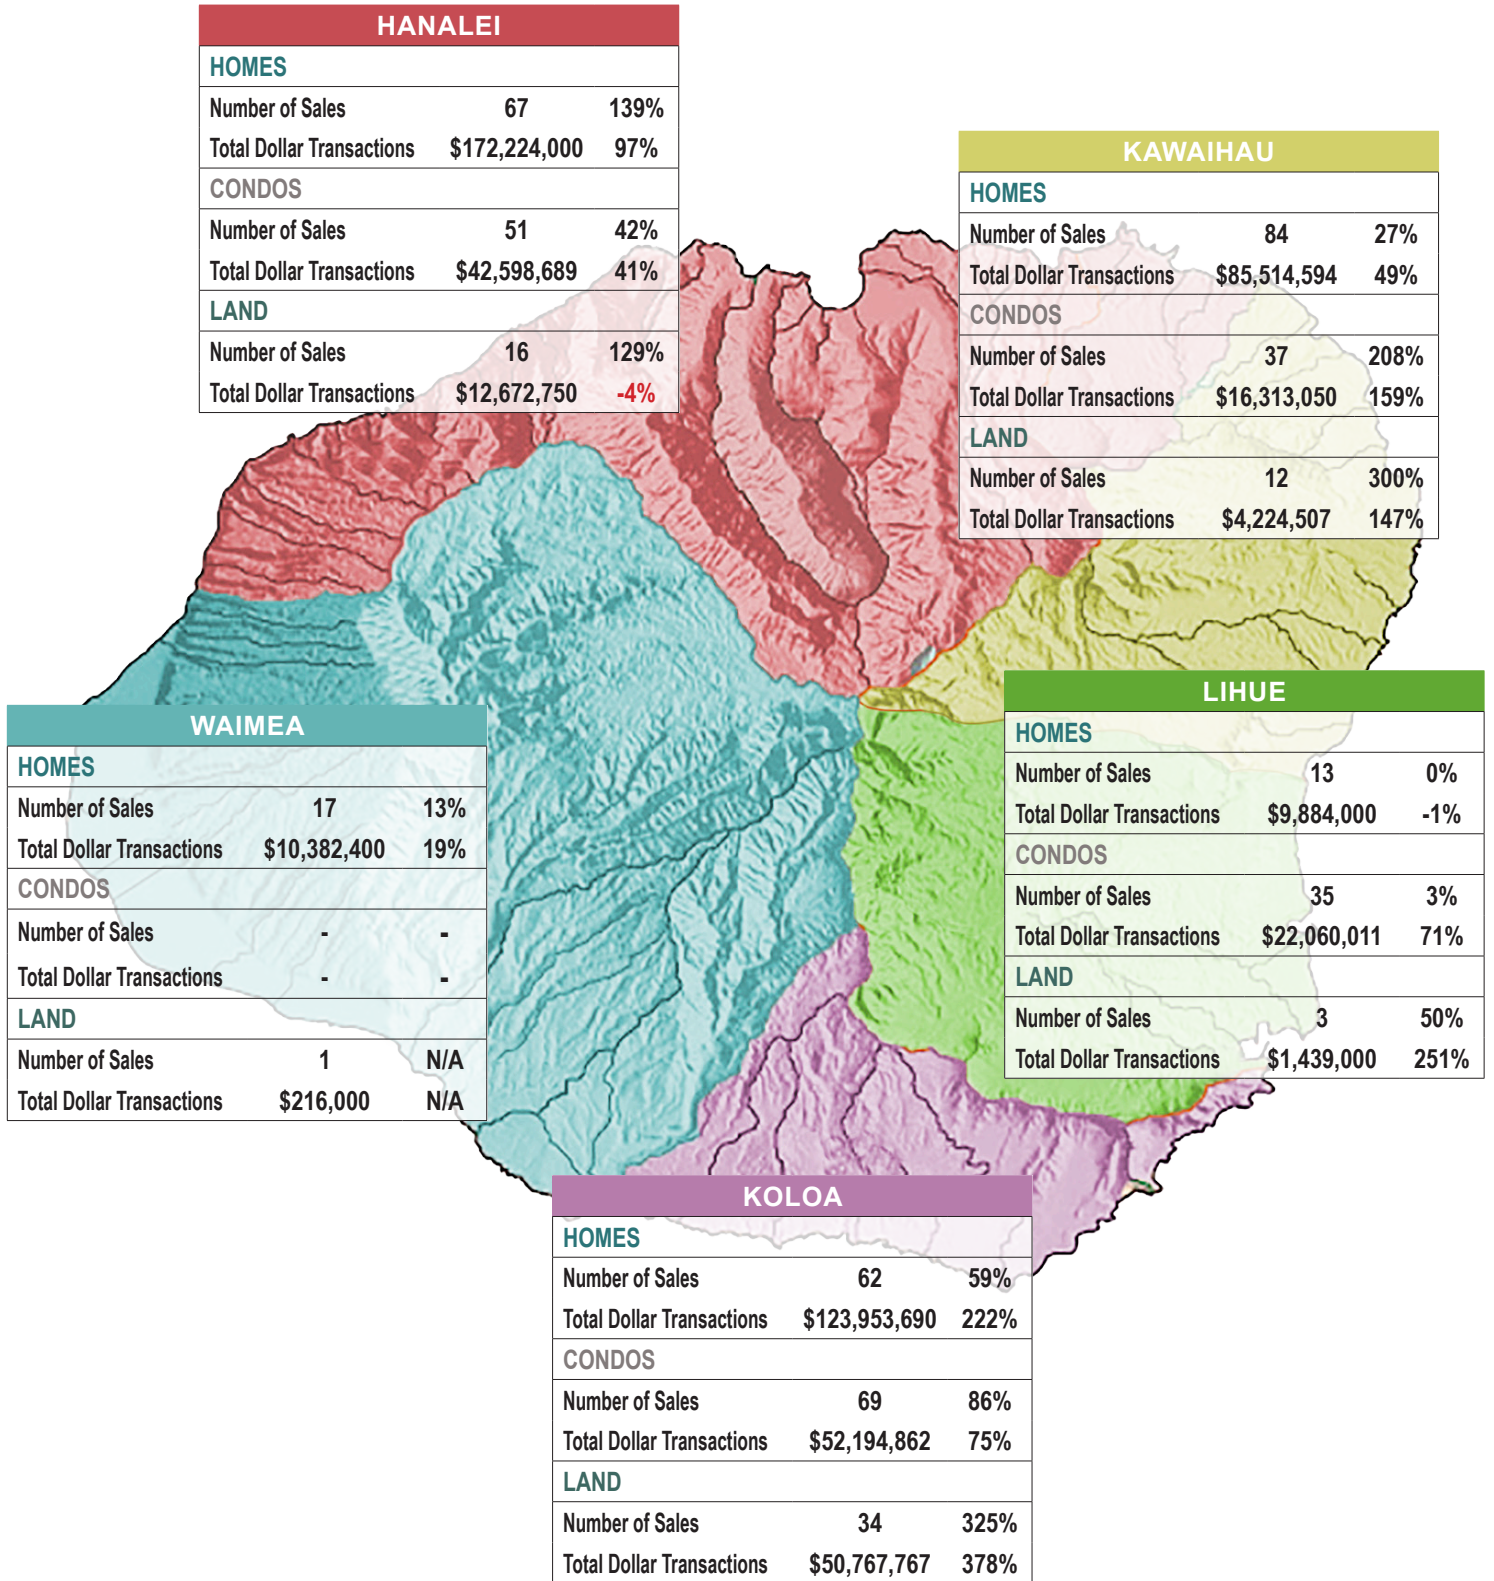 HANALEI
HOMES
Number of Sales 67 139%
Total Dollar Transactions $172,224,000 97%
CONDOS
Number of Sales 51 42%
Total Dollar Transactions $42,598,689 41%
LAND
Number of Sales 16 129%
Total Dollar Transactions $12,672,750 -4%
KAWAIHAU
HOMES
Number of Sales 84 27%
Total Dollar Transactions $85,514,594 49%
CONDOS
Number of Sales 37 208%
Total Dollar Transactions $16,313,050 159%
LAND
Number of Sales 12 300%
Total Dollar Transactions $4,224,507 147%
WAIMEA
HOMES
Number of Sales 17 13%
Total Dollar Transactions $10,382,400 19%
CONDOS
Number of Sales - -
Total Dollar Transactions - -
LAND
Number of Sales 1 N/A
Total Dollar Transactions $216,000 N/A
LIHUE
HOMES
Number of Sales 13 0%
Total Dollar Transactions $9,884,000 -1%
CONDOS
Number of Sales 35 3%
Total Dollar Transactions $22,060,011 71%
LAND
Number of Sales 3 50%
Total Dollar Transactions $1,439,000 251%
KOLOA
HOMES
Number of Sales 62 59%
Total Dollar Transactions $123,953,690 222%
CONDOS
Number of Sales 69 86%
Total Dollar Transactions $52,194,862 75%
LAND
Number of Sales 34 325%
Total Dollar Transactions $50,767,767 378%